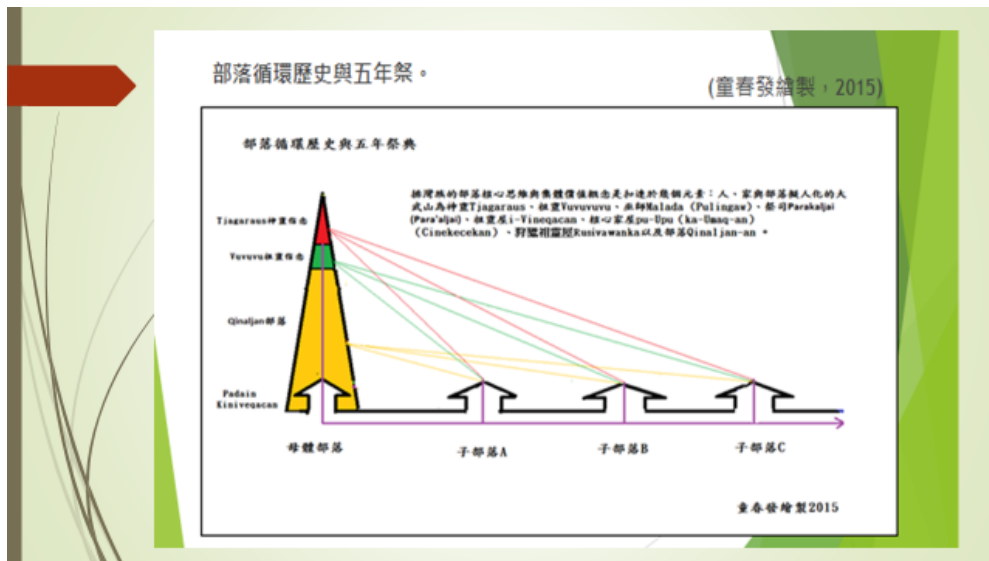 部落循環歷史與五年祭。
(童春發繪製，2015)
部落循環歷史與五年祭典
排灣族的部落核心思維與集體價值概念是扣連於幾個元素：人、家與部落擬人化的大
武山為神靈Tjagaraus、祖靈Vuvuvuvu、巫師Malada（Pulingaw）、祭司Parakaljai
(Para'aljai)、祖靈屋i-Vineqacan、核心家屋pu-Upu（ka-Umaq-an）
（Cinekecekan）、狩獵祖靈屋Rusivawanka以及部落Qinaljan-an。
Tjagaraus神靈信念
Vuvuvu祖靈信念
Qinaljan部落
Padain
Kiniveqacan
母體部落
子部落A
子部落B
子部落C
童春發繪製2015